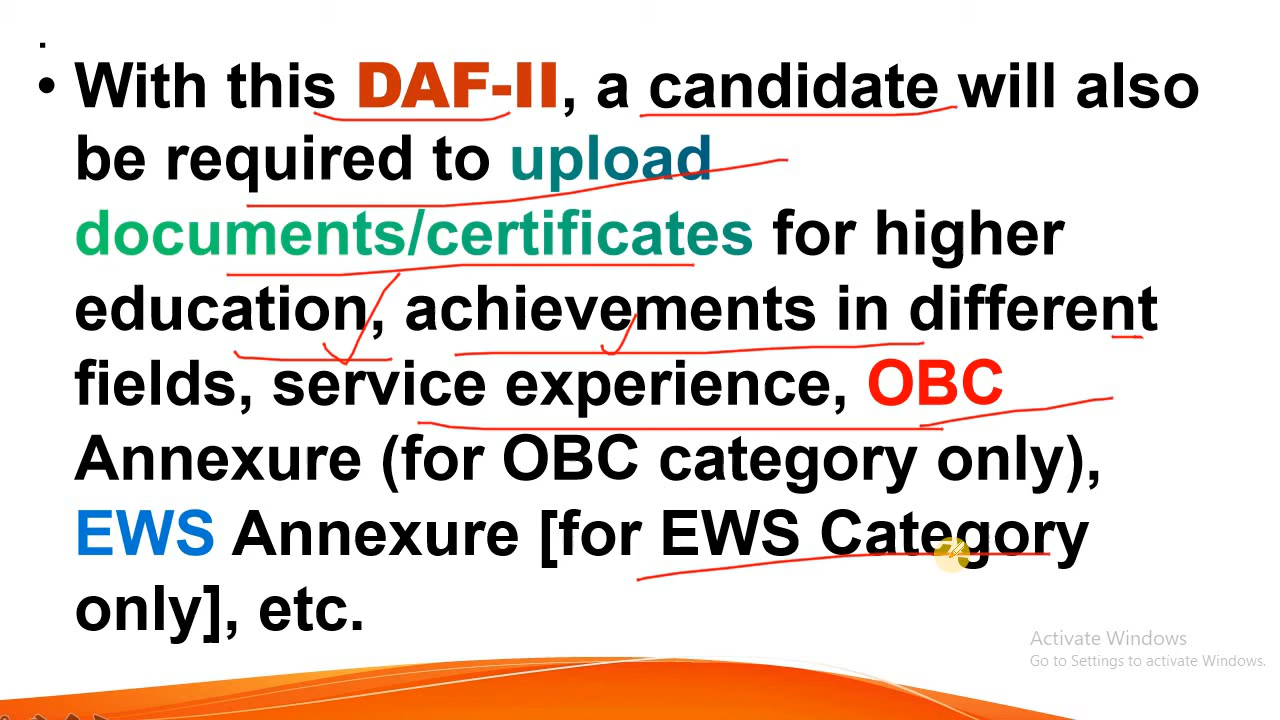 • With this DAF-II, a candidate will also
be required to upload
documents/certificates for higher
education, achievements in different
fields, service experience, OBC
Annexure (for OBC category only),
EWS Annexure [for EWS Category
only], etc.
Activate Windows
Go to Settings to activate Windows.